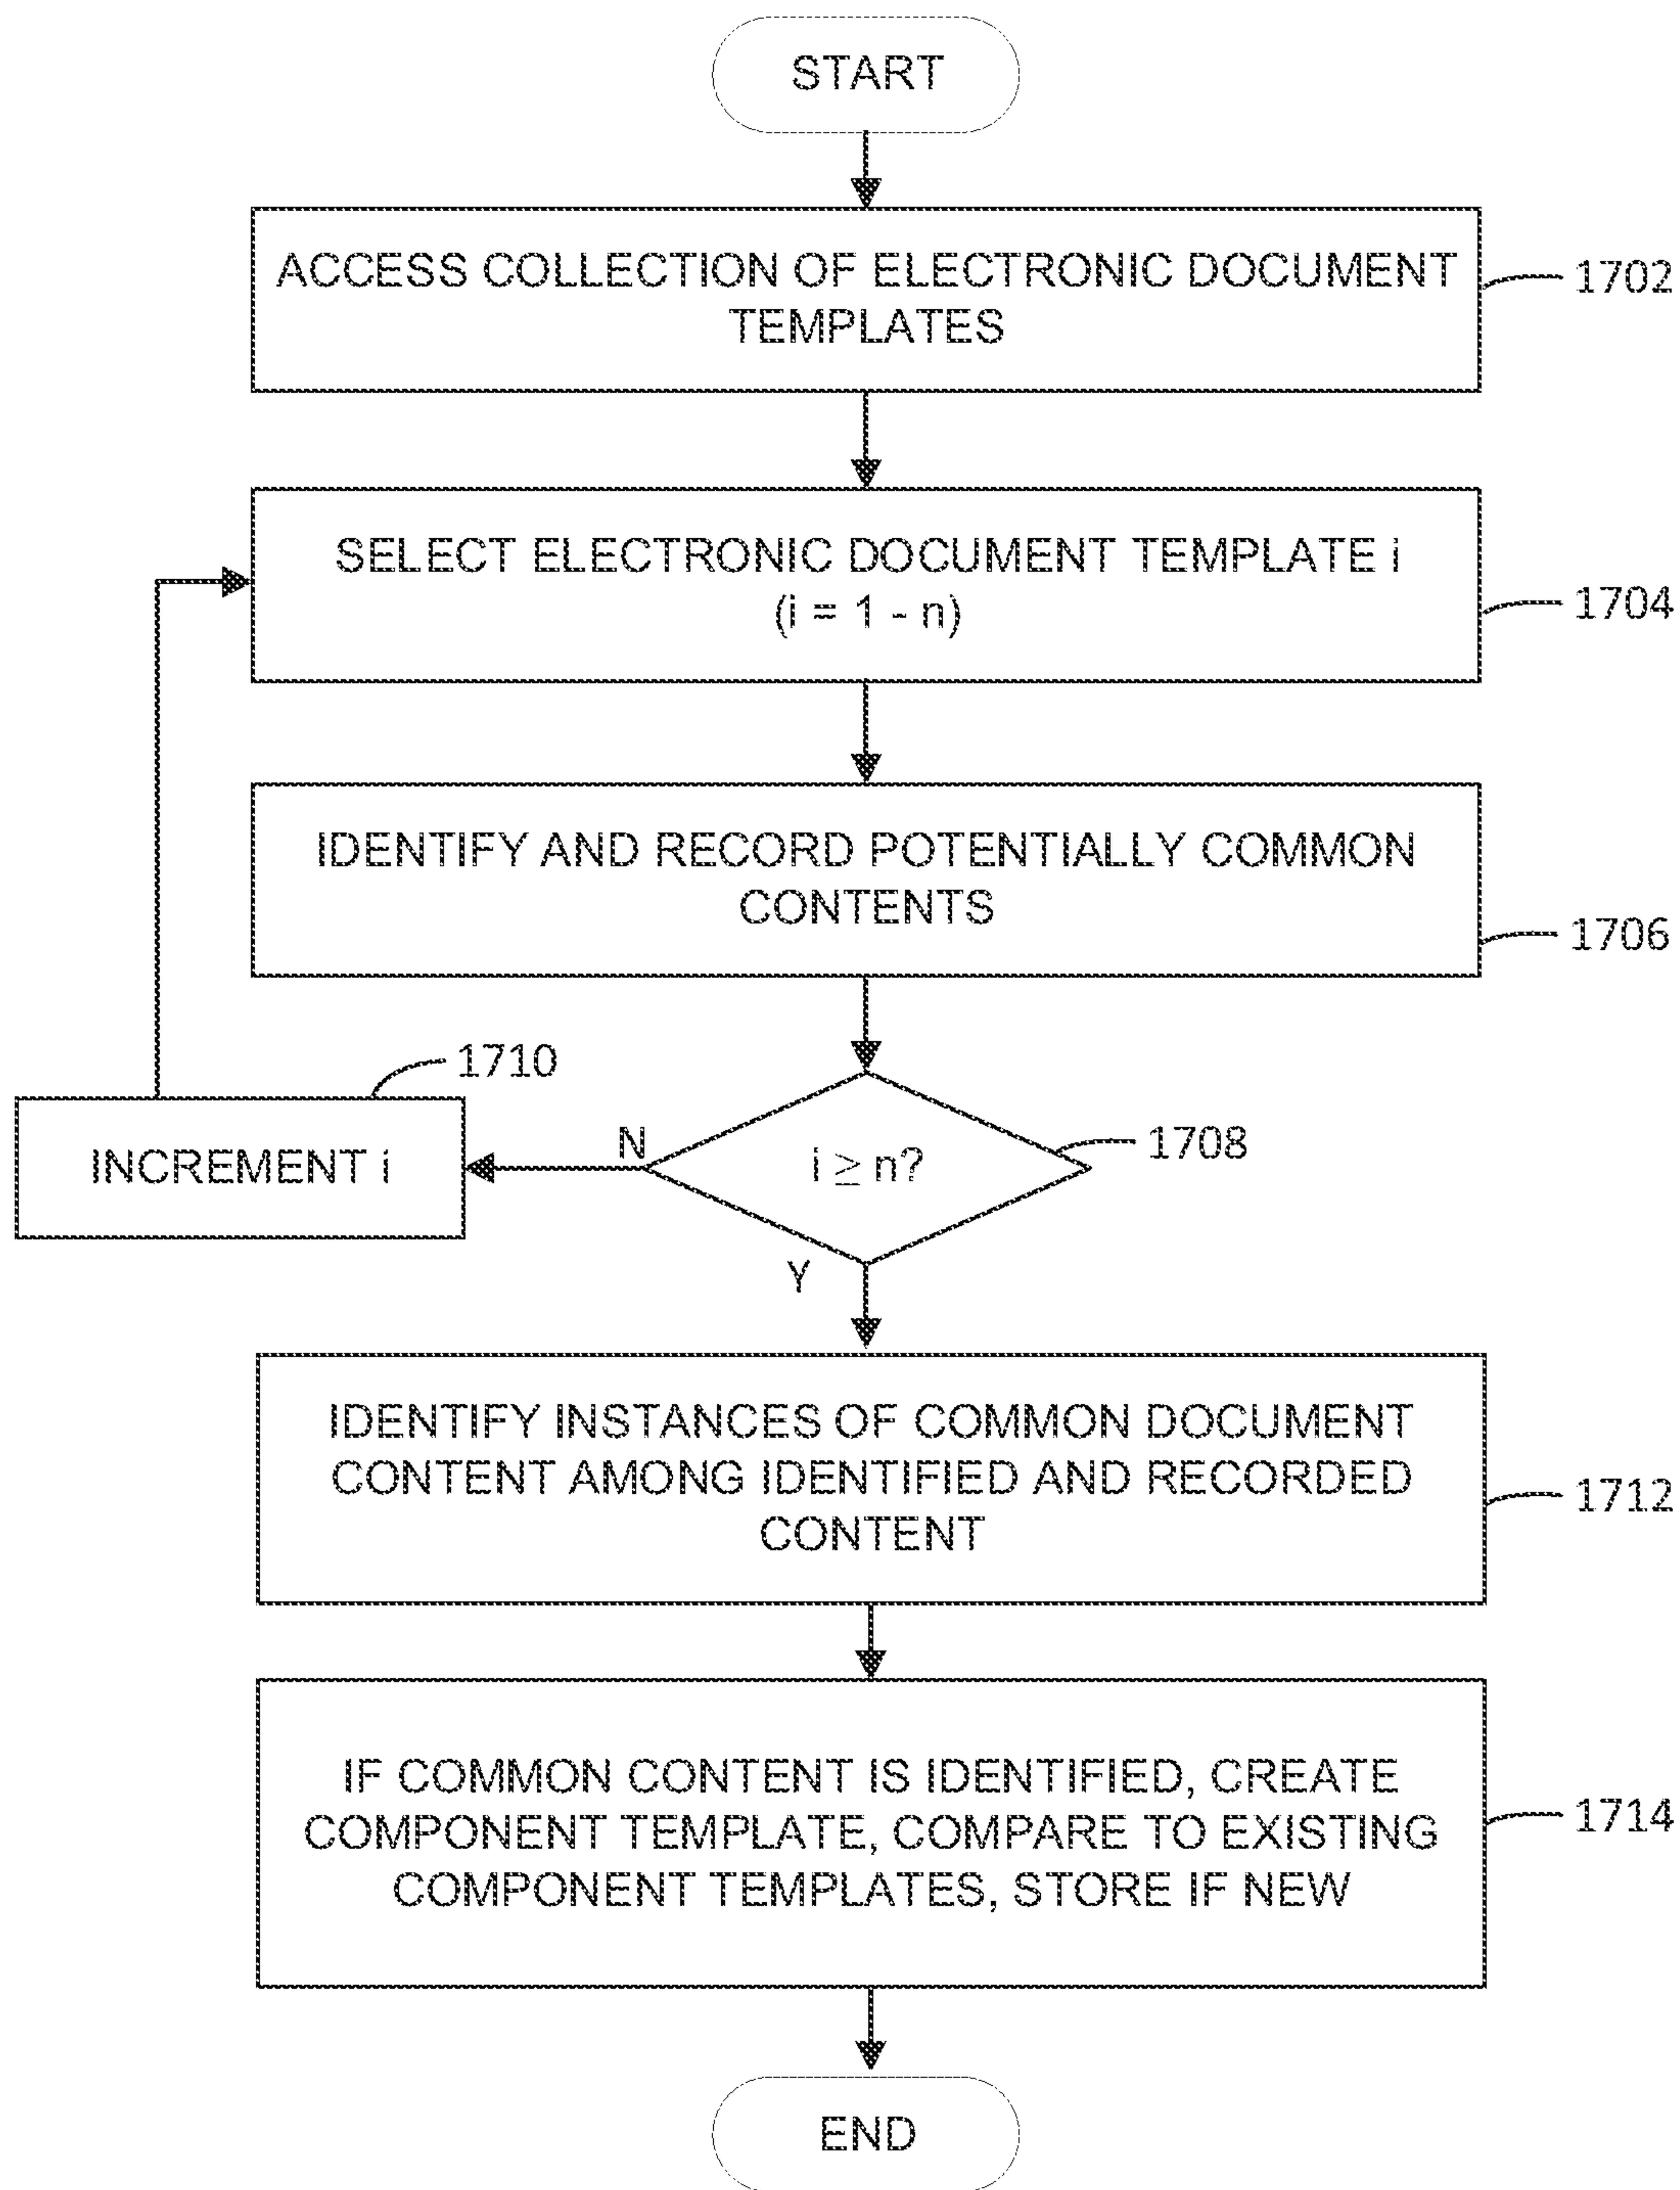 START
ACCESS COLLECTION OF ELECTRONIC DOCUMENT
TEMPLATES
1702
SELECT ELECTRONIC DOCUMENT TEMPLATE i
(i = 1 - n)
1704
IDENTIFY AND RECORD POTENTIALLY COMMON
CONTENTS
1706
1710
INCREMENT i
N
i ≥ n?
1708
Y
IDENTIFY INSTANCES OF COMMON DOCUMENT
CONTENT AMONG IDENTIFIED AND RECORDED
CONTENT
1712
IF COMMON CONTENT IS IDENTIFIED, CREATE
COMPONENT TEMPLATE, COMPARE TO EXISTING
COMPONENT TEMPLATES, STORE IF NEW
1714
END